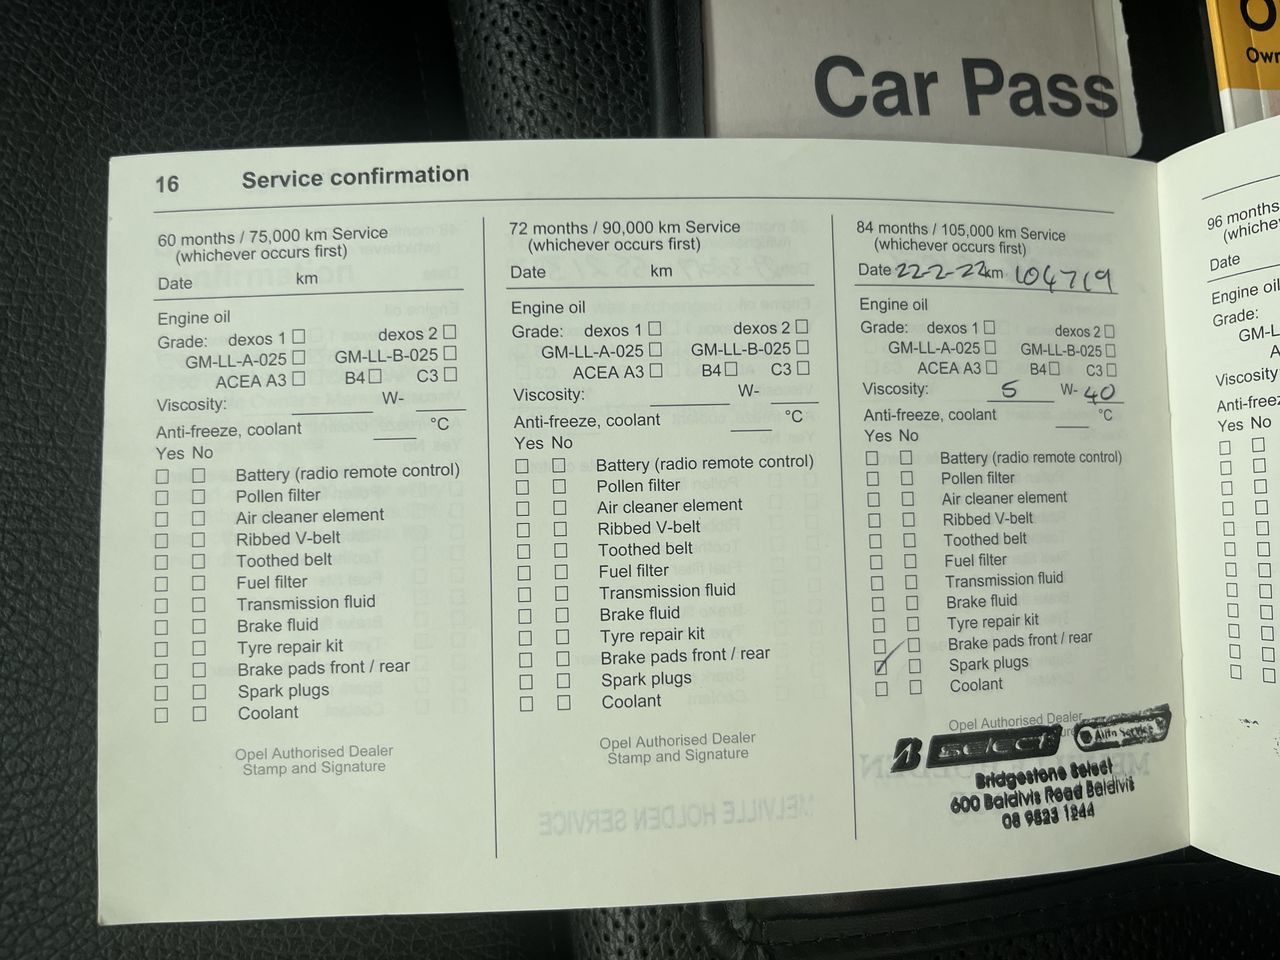 Car Pass
O
Own
16 Service confirmation
60 months / 75,000 km Service
(whichever occurs first)
Date km
Engine oil
Grade: dexos 1 ☐ dexos 2 ☐
GM-LL-A-025 ☐ GM-LL-B-025 ☐
ACEA A3 ☐ B4 ☐ C3 ☐
Viscosity: W-
Anti-freeze, coolant °C
Yes No
Battery (radio remote control)
Pollen filter
Air cleaner element
Ribbed V-belt
Toothed belt
Fuel filter
Transmission fluid
Brake fluid
Tyre repair kit
Brake pads front / rear
Spark plugs
Coolant
Opel Authorised Dealer
Stamp and Signature
72 months / 90,000 km Service
(whichever occurs first)
Date km
Engine oil
Grade: dexos 1 ☐ dexos 2 ☐
GM-LL-A-025 ☐ GM-LL-B-025 ☐
ACEA A3 ☐ B4 ☐ C3 ☐
Viscosity: W-
Anti-freeze, coolant °C
Yes No
Battery (radio remote control)
Pollen filter
Air cleaner element
Ribbed V-belt
Toothed belt
Fuel filter
Transmission fluid
Brake fluid
Tyre repair kit
Brake pads front / rear
Spark plugs
Coolant
Opel Authorised Dealer
Stamp and Signature
84 months / 105,000 km Service
(whichever occurs first)
Date 22-2-22 km 104719
Engine oil
Grade: dexos 1 ☐ dexos 2 ☐
GM-LL-A-025 ☐ GM-LL-B-025 ☐
ACEA A3 ☐ B4 ☐ C3 ☐
Viscosity: 5 W- 40
Anti-freeze, coolant °C
Yes No
Battery (radio remote control)
Pollen filter
Air cleaner element
Ribbed V-belt
Toothed belt
Fuel filter
Transmission fluid
Brake fluid
Tyre repair kit
Brake pads front / rear
Spark plugs
Coolant
Opel Authorised Dealer
SELECT Auto Service
Bridgestone Select
600 Baldivis Road Baldivis
08 9523 1244
96 months
(whiche
Date
Engine oil
Grade:
GM-L
A
Viscosity
Anti-freez
Yes No